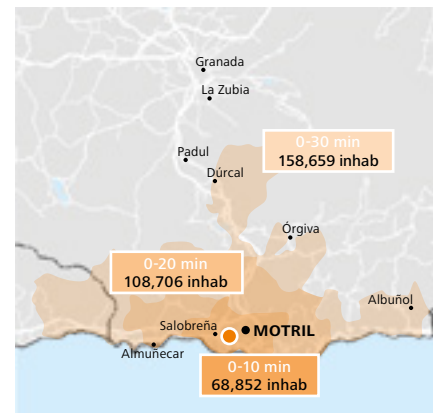 Granada
La Zubia
0-30 min
158,659 inhab
Padul
Dúrcal
Órgiva
0-20 min
108,706 inhab
Albuñol
Salobreña
MOTRIL
Almuñecar
0-10 min
68,852 inhab